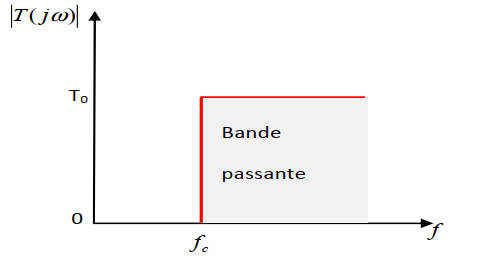 |T(jω)|
T₀
Bande
passante
0
f_c
f